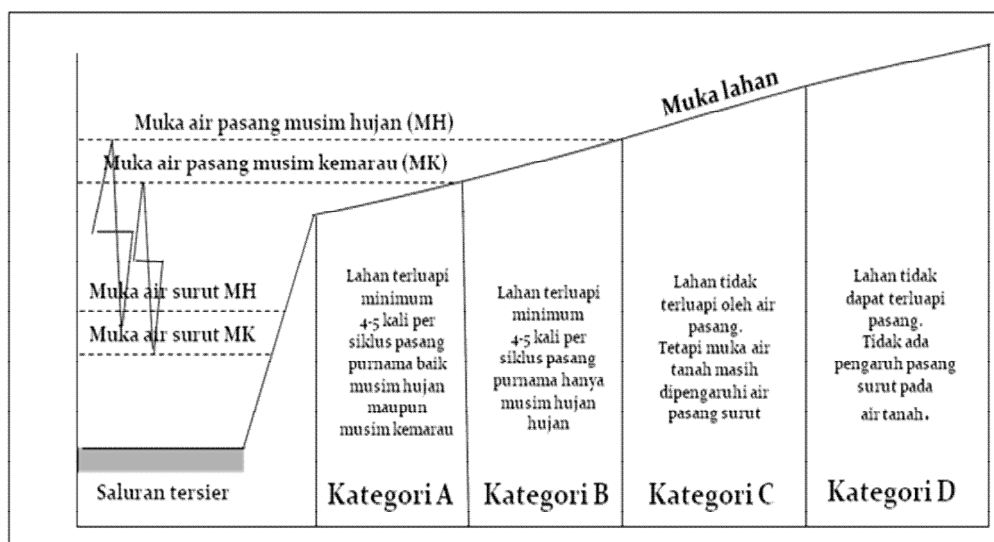 Muka lahan
Muka air pasang musim hujan (MH)
Muka air pasang musim kemarau (MK)
Muka air surut MH
Muka air surut MK
Saluran tersier
Lahan terluapi
minimum
4-5 kali per
siklus pasang
purnama baik
musim hujan
maupun
musim kemarau
Kategori A
Lahan terluapi
minimum
4-5 kali per
siklus pasang
purnama hanya
musim hujan
hujan
Kategori B
Lahan tidak
terluapi oleh air
pasang.
Tetapi muka air
tanah masih
dipengaruhi air
pasang surut
Kategori C
Lahan tidak
dapat terluapi
pasang.
Tidak ada
pengaruh pasang
surut pada
air tanah.
Kategori D